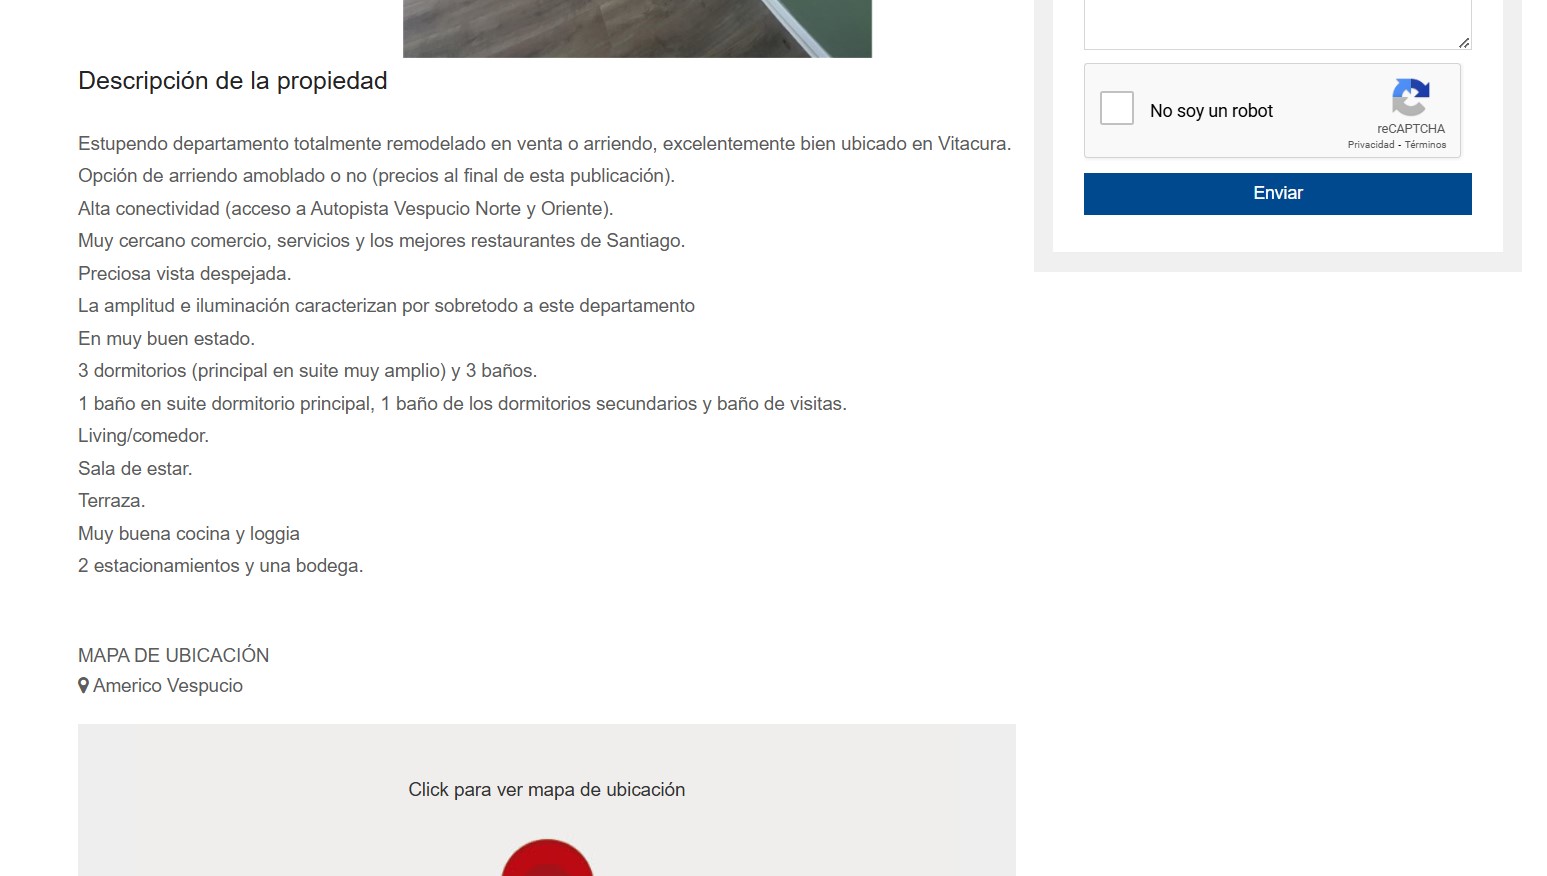 Descripción de la propiedad
Estupendo departamento totalmente remodelado en venta o arriendo, excelentemente bien ubicado en Vitacura.
Opción de arriendo amoblado o no (precios al final de esta publicación).
Alta conectividad (acceso a Autopista Vespucio Norte y Oriente).
Muy cercano comercio, servicios y los mejores restaurantes de Santiago.
Preciosa vista despejada.
La amplitud e iluminación caracterizan por sobretodo a este departamento
En muy buen estado.
3 dormitorios (principal en suite muy amplio) y 3 baños.
1 baño en suite dormitorio principal, 1 baño de los dormitorios secundarios y baño de visitas.
Living/comedor.
Sala de estar.
Terraza.
Muy buena cocina y loggia
2 estacionamientos y una bodega.
MAPA DE UBICACIÓN
Americo Vespucio
Click para ver mapa de ubicación
No soy un robot
reCAPTCHA
Privacidad - Términos
Enviar